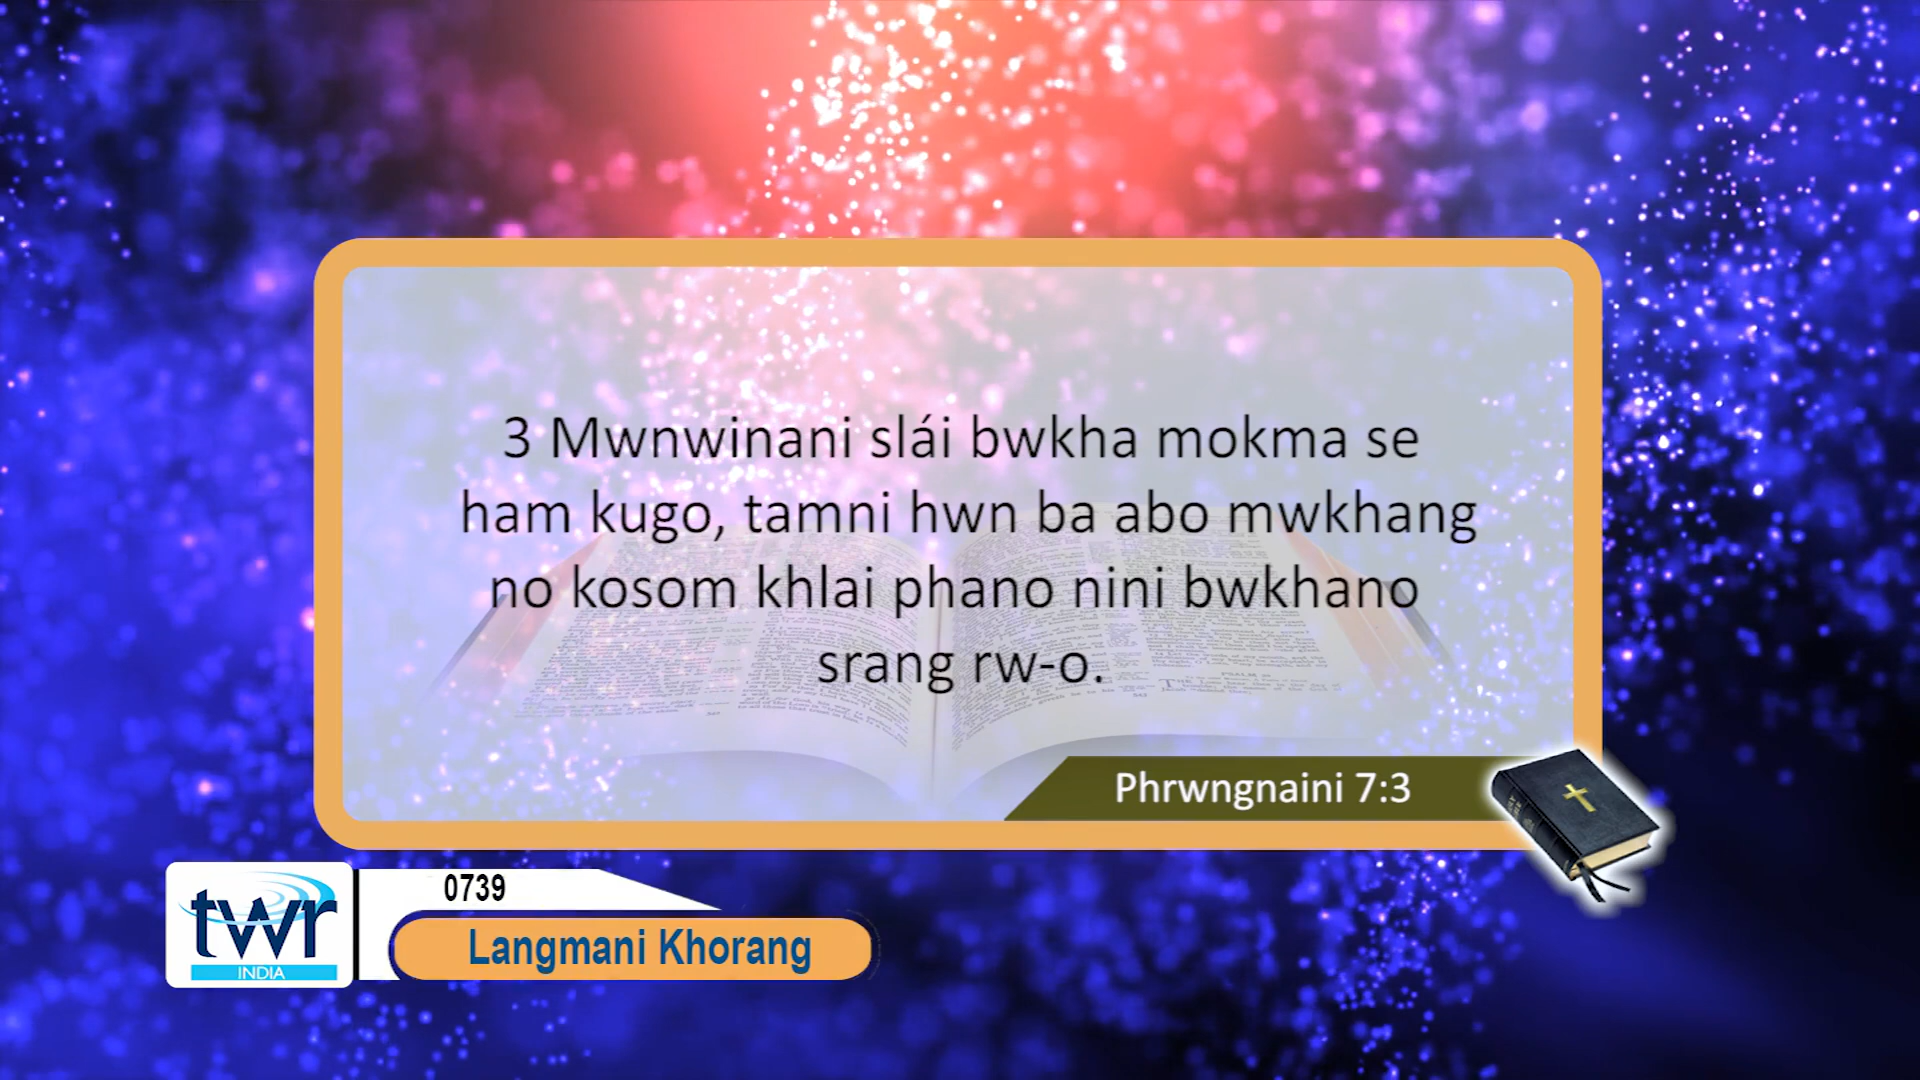 3 Mwnwinani slái bwkha mokma se
ham kugo, tamni hwn ba abo mwkhang
no kosom khlai phano nini bwkhano
srang rw-o.
Phrwngnaini 7:3
0739
twr
INDIA
Langmani Khorang